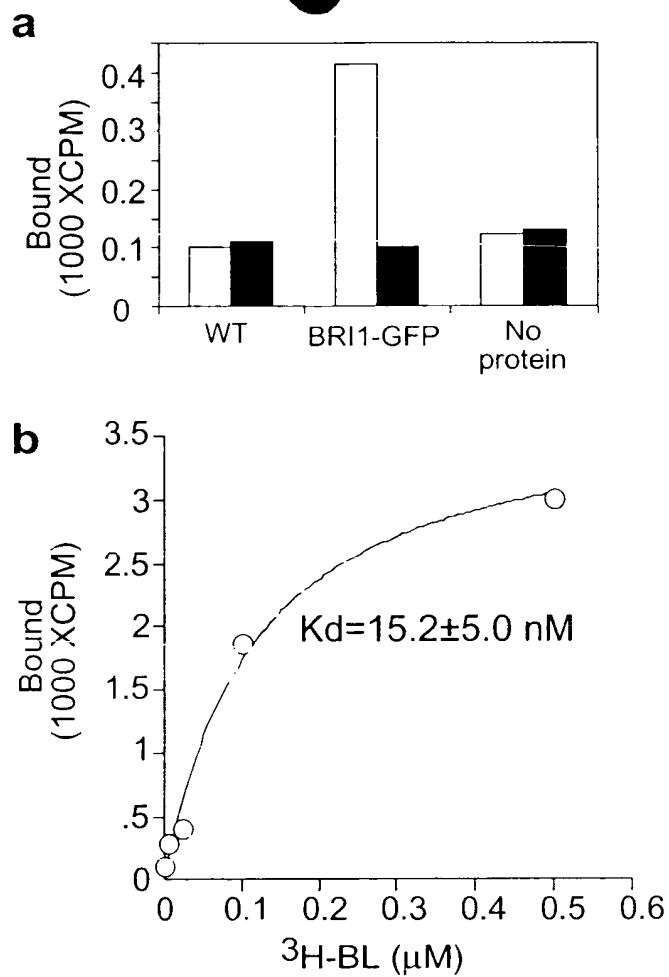 a
Bound
(1000 XCPM)
0.4
0.3
0.2
0.1
0
WT
BRI1-GFP
No
protein
b
Bound
(1000 XCPM)
3.5
3
2.5
2
1.5
1
.5
0
Kd=15.2±5.0 nM
0 0.1 0.2 0.3 0.4 0.5 0.6
³H-BL (μM)